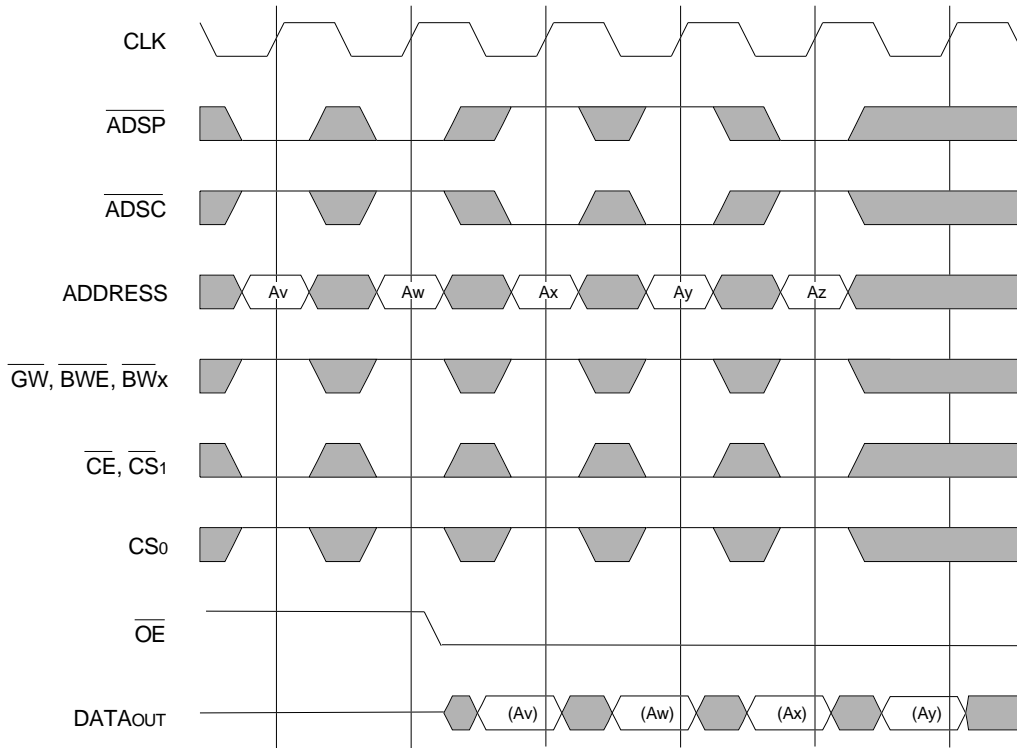 CLK
ADSP
ADSC
ADDRESS Av Aw Ax Ay Az
GW, BWE, BWx
CE, CS1
CS0
OE
DATAOUT (Av) (Aw) (Ax) (Ay)